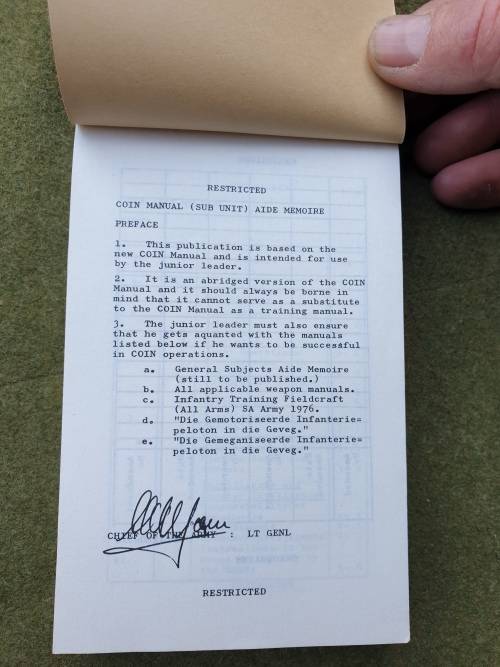 RESTRICTED
COIN MANUAL (SUB UNIT) AIDE MEMOIRE
PREFACE
1. This publication is based on the
new COIN Manual and is intended for use
by the junior leader.
2. It is an abridged version of the COIN
Manual and it should always be borne in
mind that it cannot serve as a substitute
to the COIN Manual as a training manual.
3. The junior leader must also ensure
that he gets aquanted with the manuals
listed below if he wants to be successful
in COIN operations.
a. General Subjects Aide Memoire
(still to be published.)
b. All applicable weapon manuals.
c. Infantry Training Fieldcraft
(All Arms) SA Army 1976.
d. "Die Gemotoriseerde Infanterie=
peloton in die Geveg."
e. "Die Gemeganiseerde Infanterie=
peloton in die Geveg."
CHIEF OF THE ARMY : LT GENL
RESTRICTED